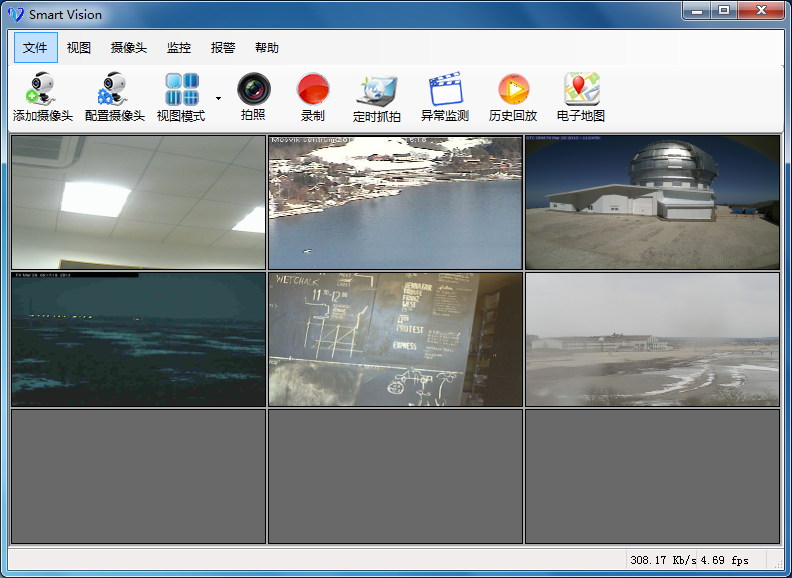 Smart Vision
文件 视图 摄像头 监控 报警 帮助
添加摄像头 配置摄像头 视图模式 拍照 录制 定时抓拍 异常监测 历史回放 电子地图
WETCHALK
11
PROTEST
EXPRESS
308.17 Kb/s 4.69 fps